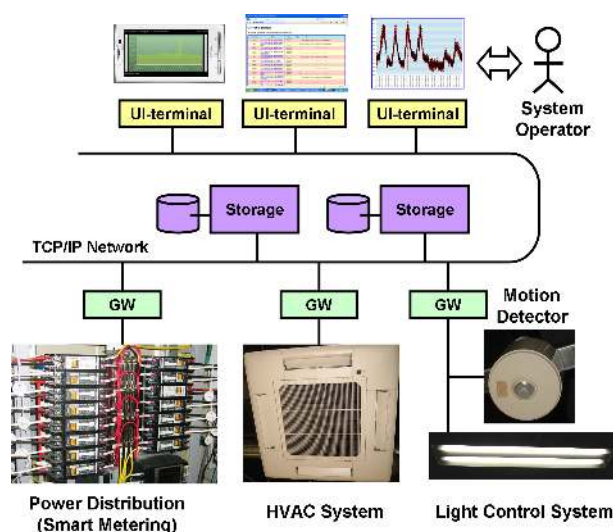 UI-terminal
UI-terminal
UI-terminal
System
Operator
Storage
Storage
TCP/IP Network
GW
GW
GW
Motion
Detector
Power Distribution
(Smart Metering)
HVAC System
Light Control System